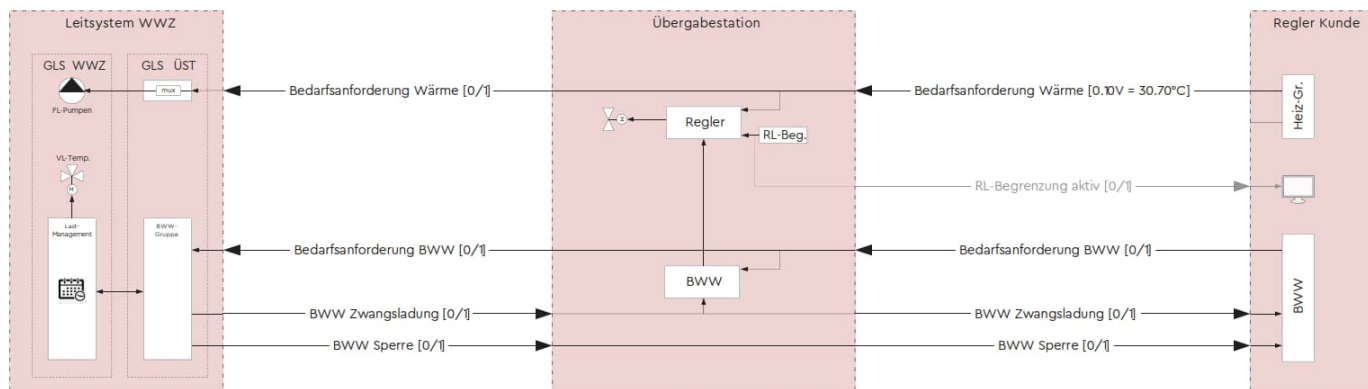 Leitsystem WWZ
Übergabestation
Regler Kunde
GLS WWZ
GLS ÜST
mux
FL-Pumpen
Bedarfsanforderung Wärme [0/1]
Bedarfsanforderung Wärme [0.10V = 30.70°C]
Heiz-Gr.
Regler
RL-Beg.
VL-Temp.
M
RL-Begrenzung aktiv [0/1]
Last-
Management
BWW-
Gruppe
Bedarfsanforderung BWW [0/1]
Bedarfsanforderung BWW [0/1]
BWW
BWW
BWW Zwangsladung [0/1]
BWW Zwangsladung [0/1]
BWW Sperre [0/1]
BWW Sperre [0/1]